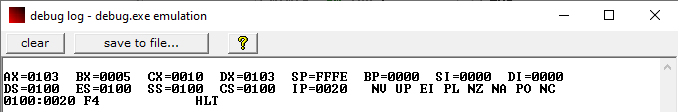 debug log - debug.exe emulation
clear save to file... ?
AX=0103 BX=0005 CX=0010 DX=0103 SP=FFFE BP=0000 SI=0000 DI=0000
DS=0100 ES=0100 SS=0100 CS=0100 IP=0020 NV UP EI PL NZ NA PO NC
0100:0020 F4 HLT